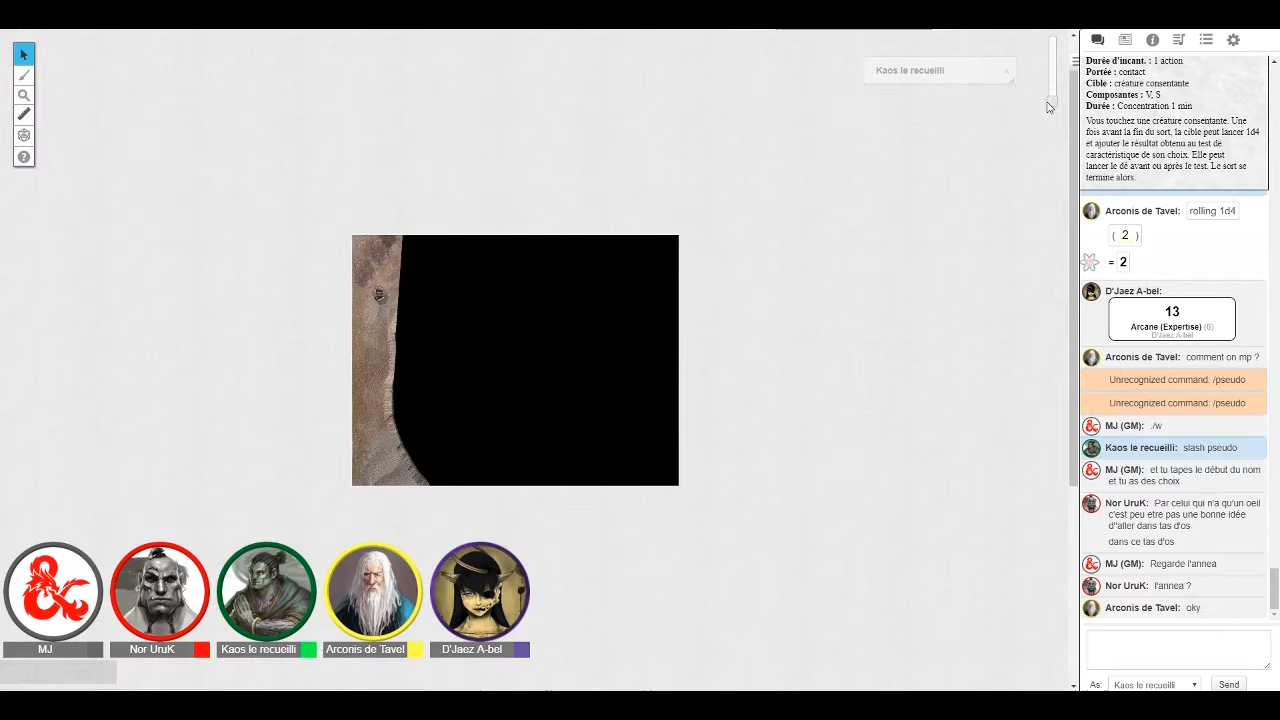 Kaos le recueilli
Durée d'incant. : 1 action
Portée : contact
Cible : créature consentante
Composantes : V, S
Durée : Concentration 1 min
Vous touchez une créature consentante. Une
fois avant la fin du sort, la cible peut lancer 1d4
et ajouter le résultat obtenu au test de
caractéristique de son choix. Elle peut
lancer le dé avant ou après le test. Le sort se
termine alors.
Arconis de Tavel: rolling 1d4
( 2 )
= 2
D'Jaez A-bel:
13
Arcane (Expertise) (6)
D'Jaez A-bel
Arconis de Tavel: comment on mp ?
Unrecognized command: /pseudo
Unrecognized command: /pseudo
MJ (GM): ./w
Kaos le recueilli: slash pseudo
MJ (GM): et tu tapes le début du nom
et tu as des choix
Nor UruK: Par celui qui n'a qu'un oeil
c'est peu etre pas une bonne idée
d''aller dans tas d'os
dans ce tas d'os
MJ (GM): Regarde l'annea
Nor UruK: l'annea ?
Arconis de Tavel: oky
As: Kaos le recueilli Send
MJ
Nor UruK
Kaos le recueilli
Arconis de Tavel
D'Jaez A-bel